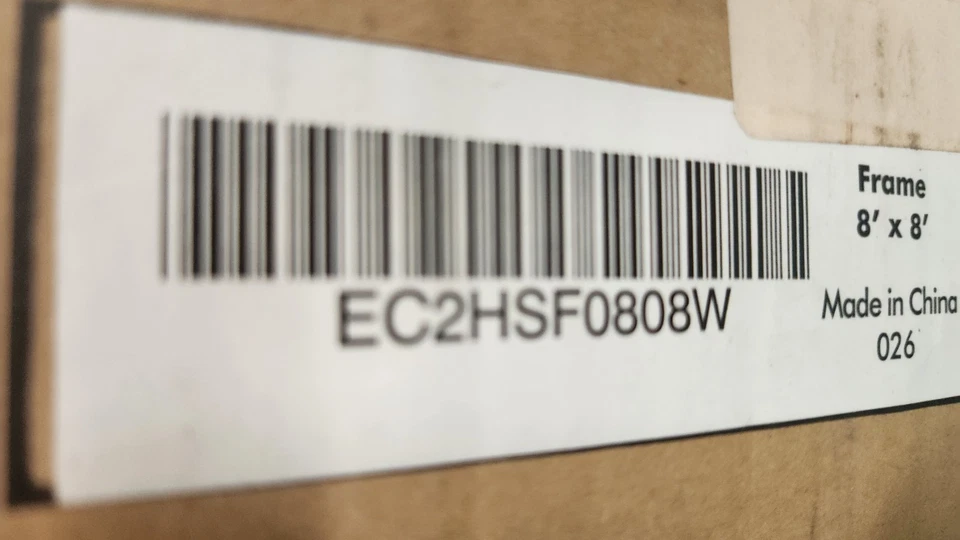 EC2HSF0808W
Frame
8' x 8'
Made in China
026